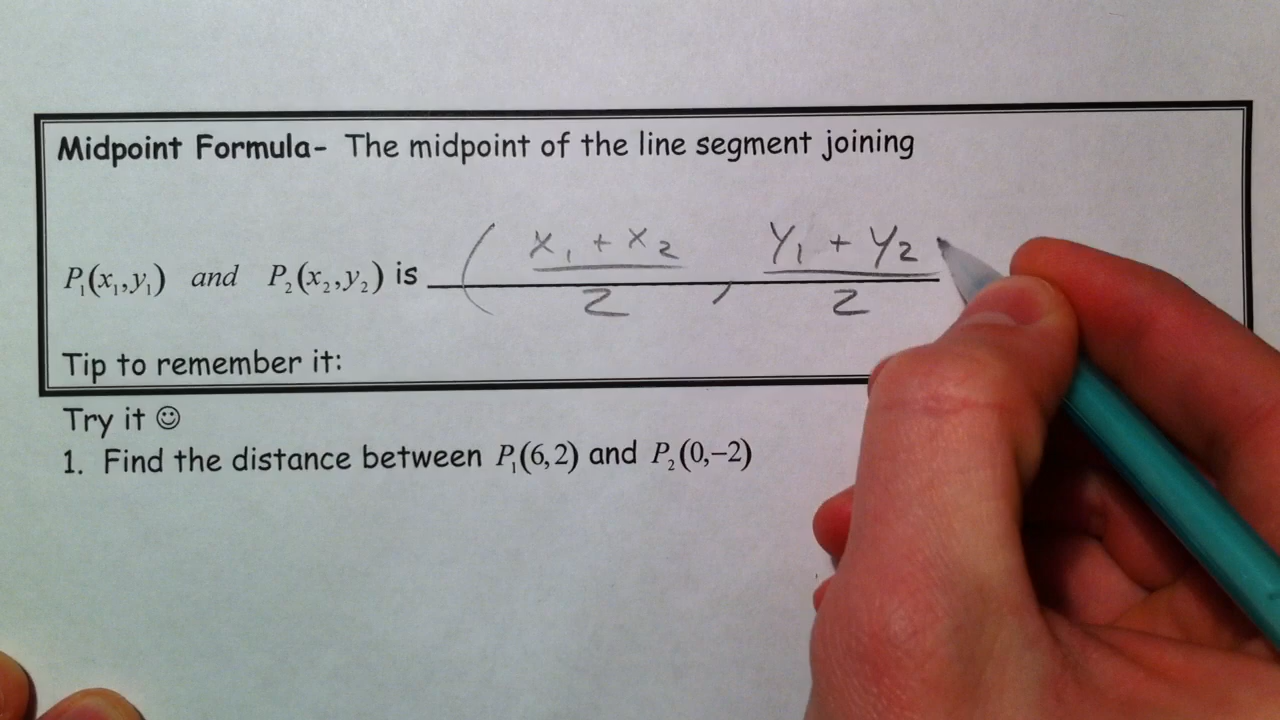 Midpoint Formula- The midpoint of the line segment joining
P₁(x₁,y₁) and P₂(x₂,y₂) is ( x₁ + x₂ / 2 , y₁ + y₂ / 2
Tip to remember it:
Try it ☺
1. Find the distance between P₁(6,2) and P₂(0,−2)